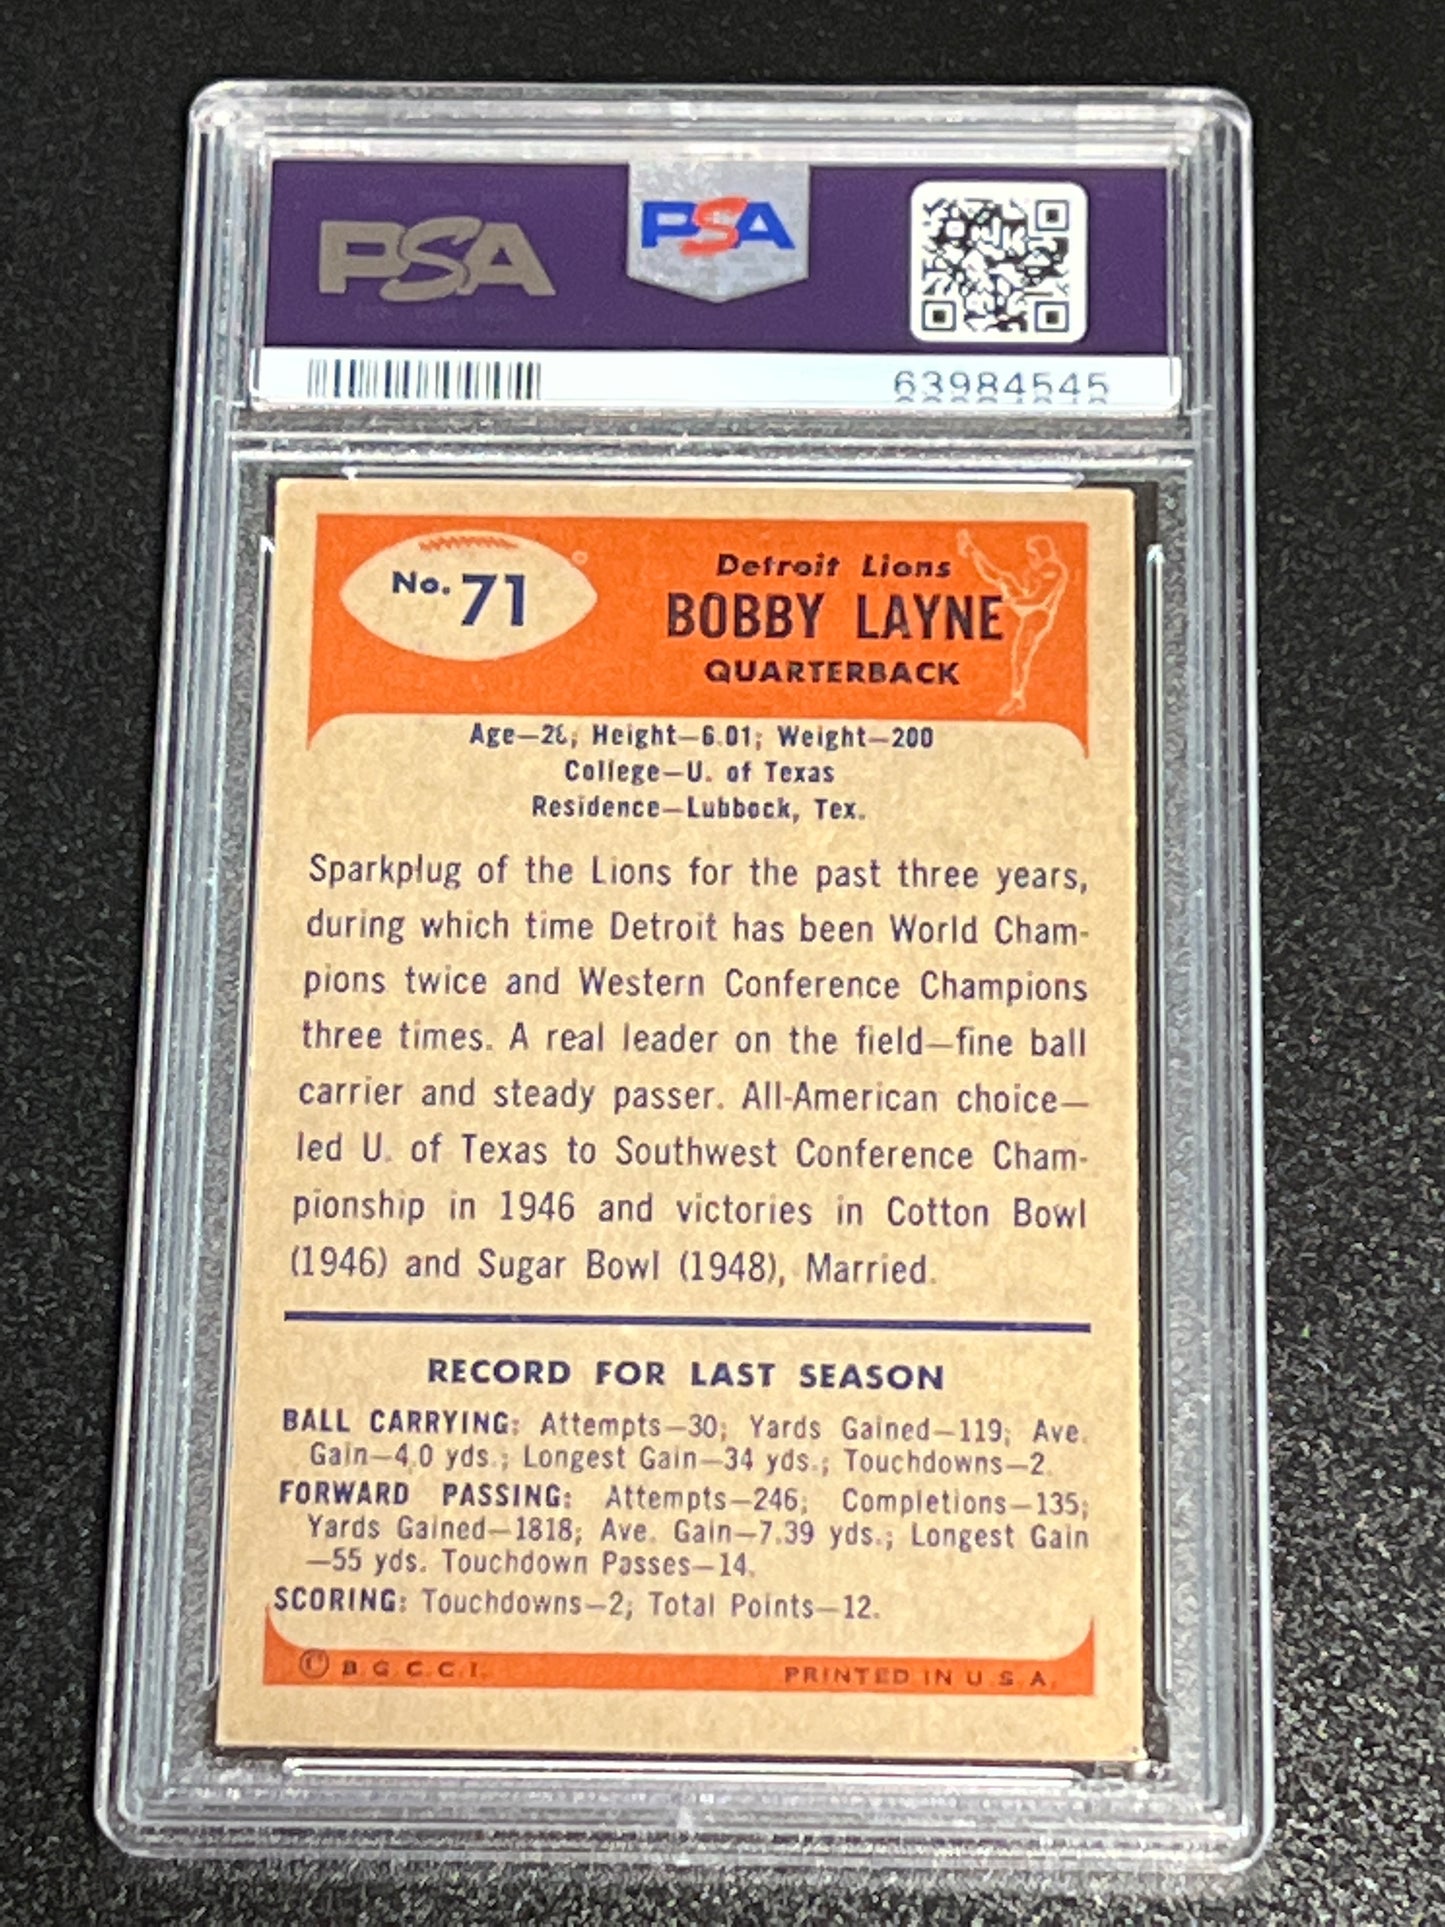 PSA
PSA
63984545
No. 71
Detroit Lions
BOBBY LAYNE
QUARTERBACK
Age—28; Height—6.01; Weight—200
College—U. of Texas
Residence—Lubbock, Tex.
Sparkplug of the Lions for the past three years,
during which time Detroit has been World Cham-
pions twice and Western Conference Champions
three times. A real leader on the field—fine ball
carrier and steady passer. All-American choice—
led U. of Texas to Southwest Conference Cham-
pionship in 1946 and victories in Cotton Bowl
(1946) and Sugar Bowl (1948), Married.
RECORD FOR LAST SEASON
BALL CARRYING: Attempts—30; Yards Gained—119; Ave.
Gain—4.0 yds.; Longest Gain—34 yds.; Touchdowns—2.
FORWARD PASSING: Attempts—246; Completions—135;
Yards Gained—1818; Ave. Gain—7.39 yds.; Longest Gain
—55 yds. Touchdown Passes—14.
SCORING: Touchdowns—2; Total Points—12.
© B.G.C.C.I. PRINTED IN U.S.A.